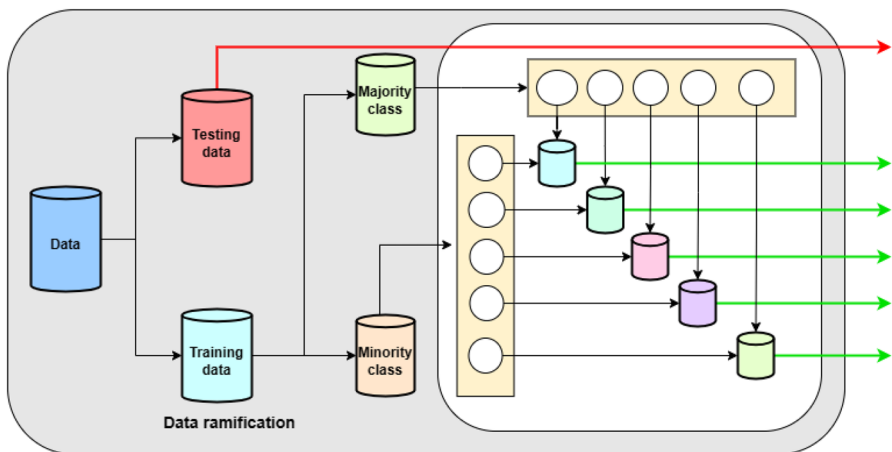 Majority
class
Testing
data
Data
Training
data
Minority
class
Data ramification